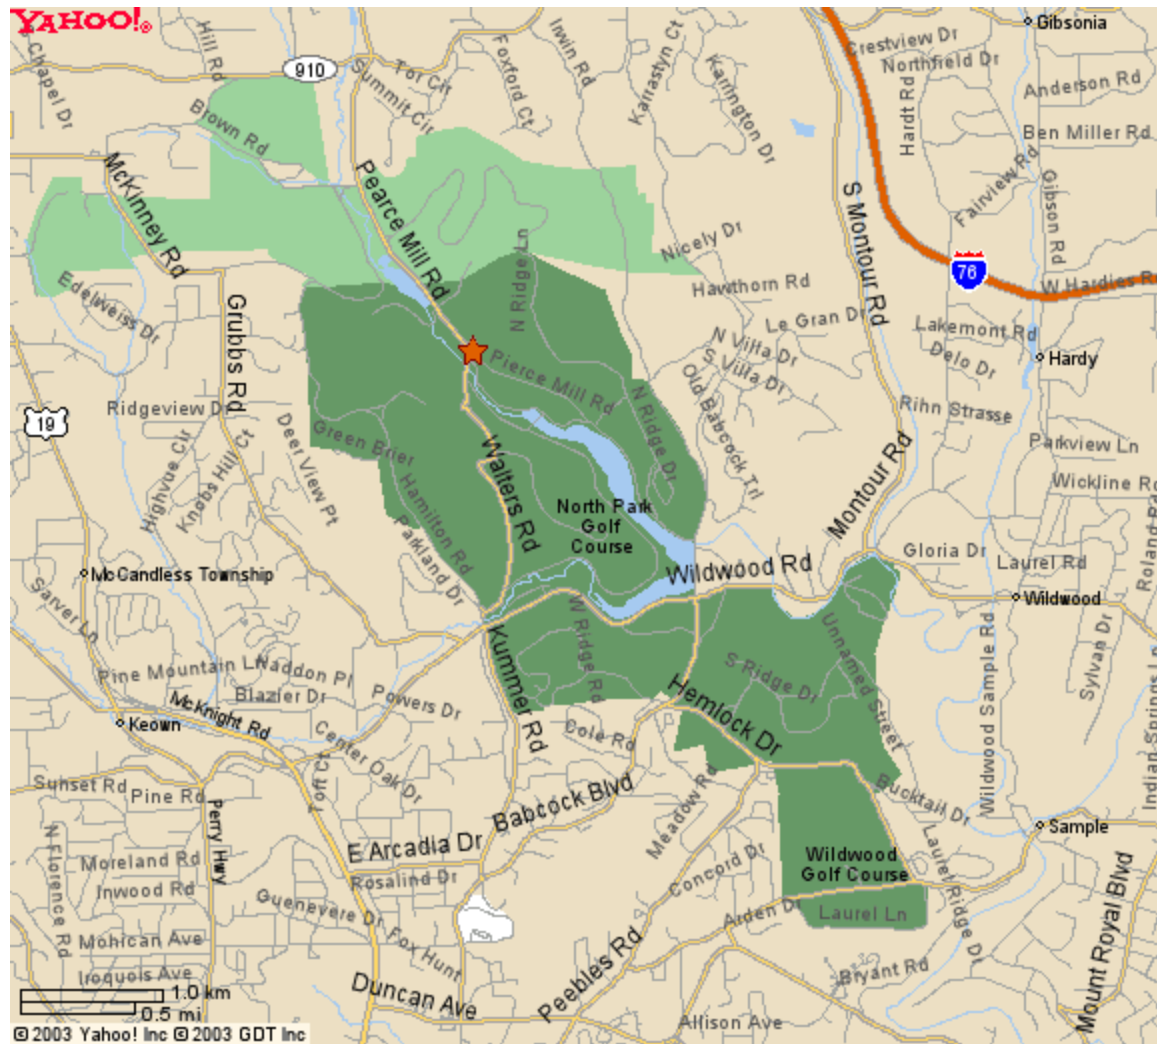 YAHOO!®
Gibsonia
Chapel Dr
Hill Rd
910
Summit Cir
Tor Clt
Foxford Ct
Irwin Rd
Karrastyn Ct
Karrington Dr
Crestview Dr
Northfield Dr
Hardt Rd
Anderson Rd
Ben Miller Rd
Fairview Rd
Gibson Rd
Brown Rd
McKinney Rd
Pearce Mill Rd
S Montour Rd
Nicely Dr
N Ridge Ln
76
W Hardies R
Hawthorn Rd
Edelweiss Dr
Grubbs Rd
Le Gran Dr
Lakemont Rd
N Villa Dr
S Villa Dr
Delo Dr
Hardy
Pierce Mill Rd
N Ridge Dr
Old Babcock Trl
19
Ridgeview Dr
Rihn Strasse
Deer View Pt
Green Brier
Highvue Cir
Knobs Hill Ct
Walters Rd
Hamilton Rd
Parkview Ln
Wickline Rd
Roland Rd
Montour Rd
North Park
Golf
Course
Parkland Dr
Gloria Dr
Laurel Rd
McCandless Township
Wildwood Rd
Wildwood
Sarver Ln
Kummer Rd
W Ridge Rd
Unnamed Street
Wildwood Sample Rd
Sylvan Dr
Pine Mountain Ln
Naddon Pl
Blazier Dr
Powers Dr
S Ridge Dr
Hemlock Dr
McKnight Rd
Keown
Center Oak Dr
Cole Rd
Indian Springs Ln
Sunset Rd
Pine Rd
Toft Ct
Perry Hwy
Babcock Blvd
Meadow Rd
Bucktail Dr
Sample
N Florence Rd
E Arcadia Dr
Moreland Rd
Inwood Rd
Rosalind Dr
Concord Dr
Wildwood
Golf Course
Laurel Ridge Dr
Mount Royal Blvd
Guenevere Dr
Arden Dr
Laurel Ln
Mohican Ave
Fox Hunt
Peebles Rd
Iroquois Ave
Bryant Rd
Duncan Ave
Allison Ave
1.0 km
0.5 mi
© 2003 Yahoo! Inc © 2003 GDT Inc